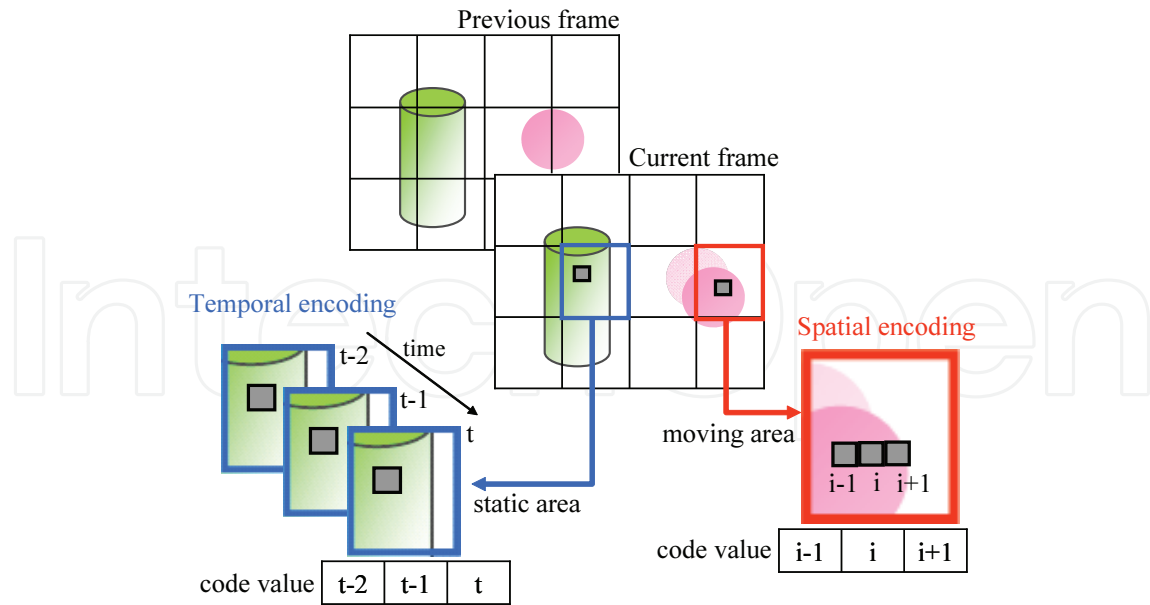 Previous frame
Current frame
IntechOpen
Temporal encoding
Spatial encoding
time
t-2
t-1
t
moving area
static area
i-1 i i+1
code value i-1 i i+1
code value t-2 t-1 t